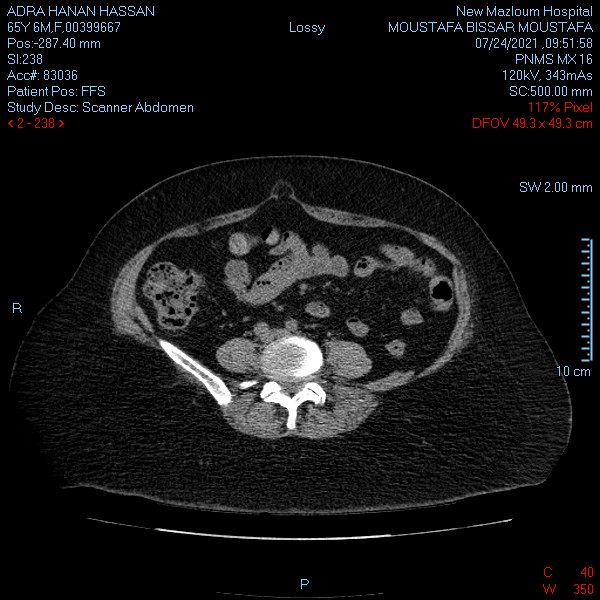 ADRA HANAN HASSAN
65Y 6M,F,00399667
Pos:-287.40 mm
SI:238
Acc#: 83036
Patient Pos: FFS
Study Desc: Scanner Abdomen
< 2 - 238 >
Lossy
New Mazloum Hospital
MOUSTAFA BISSAR MOUSTAFA
07/24/2021 ,09:51:58
PNMS MX 16
120kV, 343mAs
SC:500.00 mm
117% Pixel
DFOV 49.3 x 49.3 cm
SW 2.00 mm
R
10 cm
P
C 40
W 350